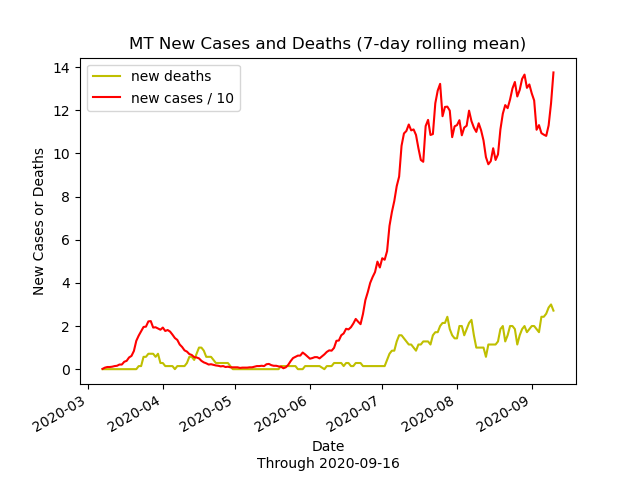 MT New Cases and Deaths (7-day rolling mean)
new deaths
new cases / 10
New Cases or Deaths
14
12
10
8
6
4
2
0
2020-03
2020-04
2020-05
2020-06
2020-07
2020-08
2020-09
Date
Through 2020-09-16